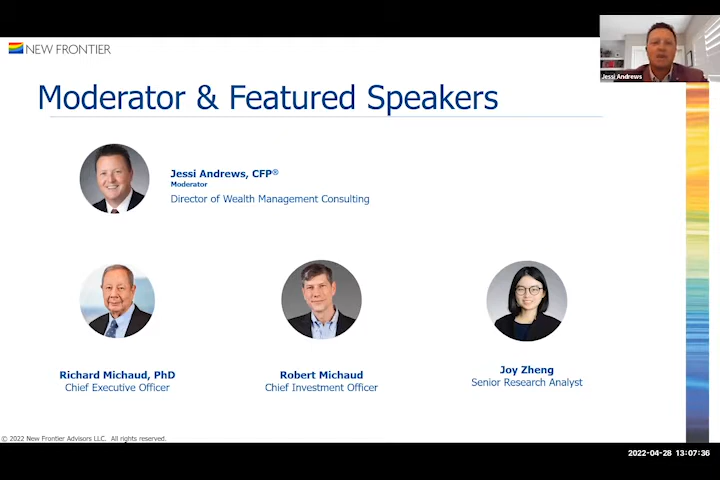 NEW FRONTIER
Jessi Andrews
Moderator & Featured Speakers
Jessi Andrews, CFP®
Moderator
Director of Wealth Management Consulting
Richard Michaud, PhD
Chief Executive Officer
Robert Michaud
Chief Investment Officer
Joy Zheng
Senior Research Analyst
© 2022 New Frontier Advisors LLC. All rights reserved.
2022-04-28 13:07:36